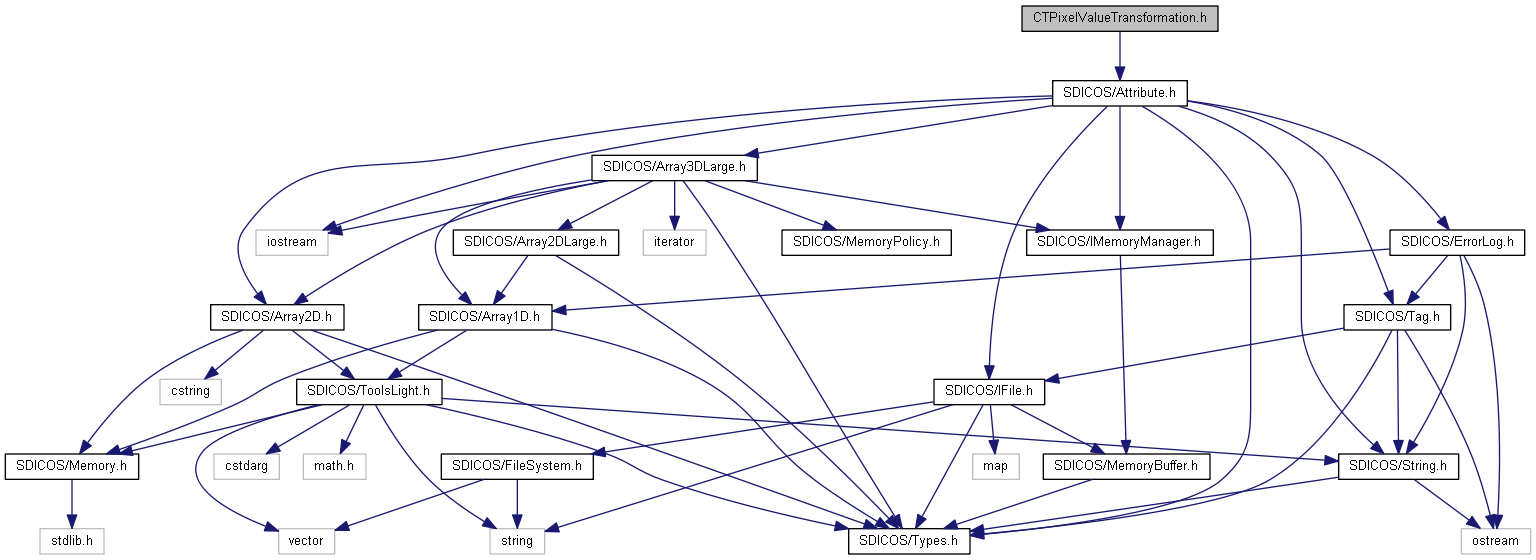 CTPixelValueTransformation.h
SDICOS/Attribute.h
SDICOS/Array3DLarge.h
iostream
SDICOS/Array2DLarge.h
iterator
SDICOS/MemoryPolicy.h
SDICOS/IMemoryManager.h
SDICOS/ErrorLog.h
SDICOS/Array2D.h
SDICOS/Array1D.h
SDICOS/Tag.h
cstring
SDICOS/ToolsLight.h
SDICOS/IFile.h
SDICOS/Memory.h
cstdarg
math.h
SDICOS/FileSystem.h
map
SDICOS/MemoryBuffer.h
SDICOS/String.h
stdlib.h
vector
string
SDICOS/Types.h
ostream